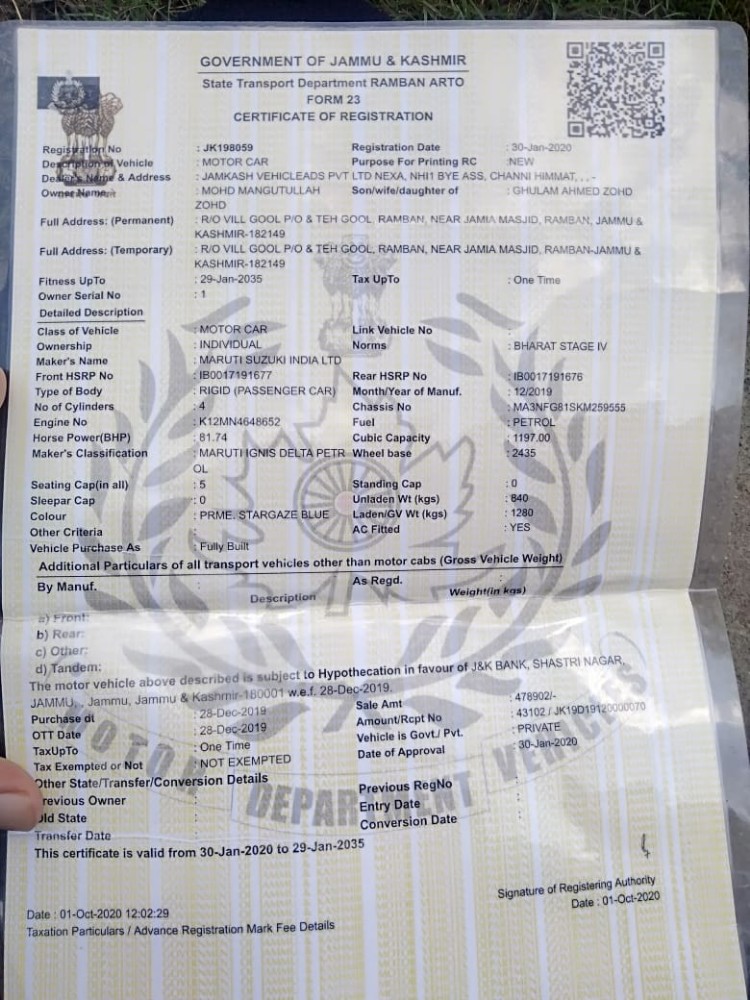 GOVERNMENT OF JAMMU & KASHMIR
State Transport Department RAMBAN ARTO
FORM 23
CERTIFICATE OF REGISTRATION
Registration No : JK198059 Registration Date : 30-Jan-2020
Description of Vehicle : MOTOR CAR Purpose For Printing RC :NEW
Dealer's Name & Address : JAMKASH VEHICLEADS PVT LTD NEXA, NHI1 BYE ASS, CHANNI HIMMAT, , . -
Owner Name : MOHD MANGUTULLAH Son/wife/daughter of : GHULAM AHMED ZOHD
ZOHD
Full Address: (Permanent) : R/O VILL GOOL P/O & TEH GOOL, RAMBAN, NEAR JAMIA MASJID, RAMBAN, JAMMU &
KASHMIR-182149
Full Address: (Temporary) : R/O VILL GOOL P/O & TEH GOOL, RAMBAN, NEAR JAMIA MASJID, RAMBAN-JAMMU &
KASHMIR-182149
Fitness UpTo : 29-Jan-2035 Tax UpTo : One Time
Owner Serial No : 1
Detailed Description
Class of Vehicle : MOTOR CAR Link Vehicle No :
Ownership : INDIVIDUAL Norms : BHARAT STAGE IV
Maker's Name : MARUTI SUZUKI INDIA LTD
Front HSRP No : IB0017191677 Rear HSRP No : IB0017191676
Type of Body : RIGID (PASSENGER CAR) Month/Year of Manuf. : 12/2019
No of Cylinders : 4 Chassis No : MA3NFG81SKM259555
Engine No : K12MN4648652 Fuel : PETROL
Horse Power(BHP) : 81.74 Cubic Capacity : 1197.00
Maker's Classification : MARUTI IGNIS DELTA PETR Wheel base : 2435
OL
Seating Cap(in all) : 5 Standing Cap : 0
Sleepar Cap : 0 Unladen Wt (kgs) : 840
Colour : PRME. STARGAZE BLUE Laden/GV Wt (kgs) : 1280
Other Criteria AC Fitted : YES
Vehicle Purchase As : Fully Built
Additional Particulars of all transport vehicles other than motor cabs (Gross Vehicle Weight)
By Manuf. : As Regd. :
Description Weight(in kgs)
a) Front:
b) Rear:
c) Other:
d) Tandem:
The motor vehicle above described is subject to Hypothecation in favour of J&K BANK, SHASTRI NAGAR,
JAMMU, , Jammu, Jammu & Kashmir-180001 w.e.f. 28-Dec-2019.
Purchase dt : 28-Dec-2019 Sale Amt : 478902/-
OTT Date : 28-Dec-2019 Amount/Rcpt No : 43102 / JK19D19120000070
TaxUpTo : One Time Vehicle is Govt./ Pvt. : PRIVATE
Tax Exempted or Not : NOT EXEMPTED Date of Approval : 30-Jan-2020
Other State/Transfer/Conversion Details
revious Owner : Previous RegNo :
ld State : Entry Date :
Transfer Date : Conversion Date :
This certificate is valid from 30-Jan-2020 to 29-Jan-2035
Signature of Registering Authority
Date : 01-Oct-2020
Date : 01-Oct-2020 12:02:29
Taxation Particulars / Advance Registration Mark Fee Details
MOTOR VEHICLES
DEPARTMENT